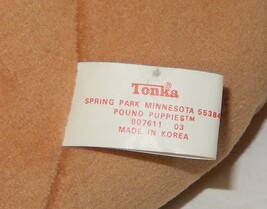 Tonka
SPRING PARK MINNESOTA 55384
POUND PUPPIES™
807611 03
MADE IN KOREA